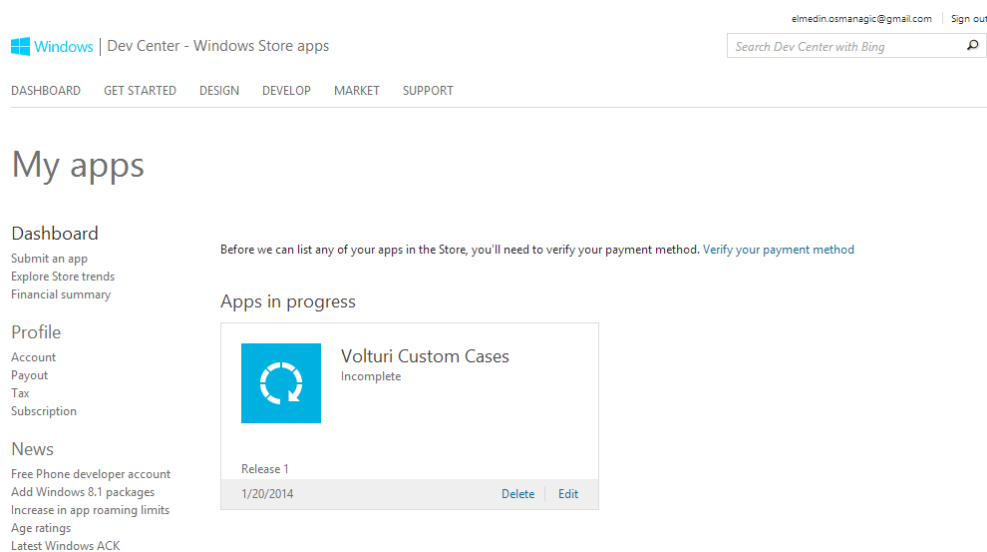 elmedin.osmanagic@gmail.com Sign out
Windows | Dev Center - Windows Store apps
Search Dev Center with Bing
DASHBOARD GET STARTED DESIGN DEVELOP MARKET SUPPORT
My apps
Dashboard
Submit an app
Explore Store trends
Financial summary
Profile
Account
Payout
Tax
Subscription
News
Free Phone developer account
Add Windows 8.1 packages
Increase in app roaming limits
Age ratings
Latest Windows ACK
Before we can list any of your apps in the Store, you'll need to verify your payment method. Verify your payment method
Apps in progress
Volturi Custom Cases
Incomplete
Release 1
1/20/2014 Delete Edit